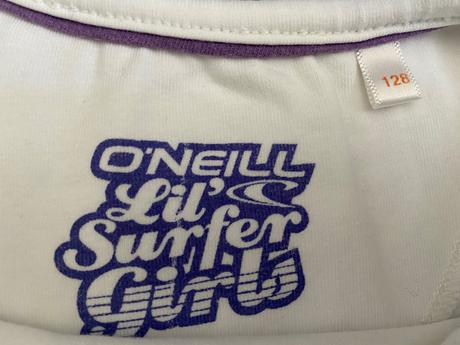 128
O'NEILL
Lil'
Surfer
Girls